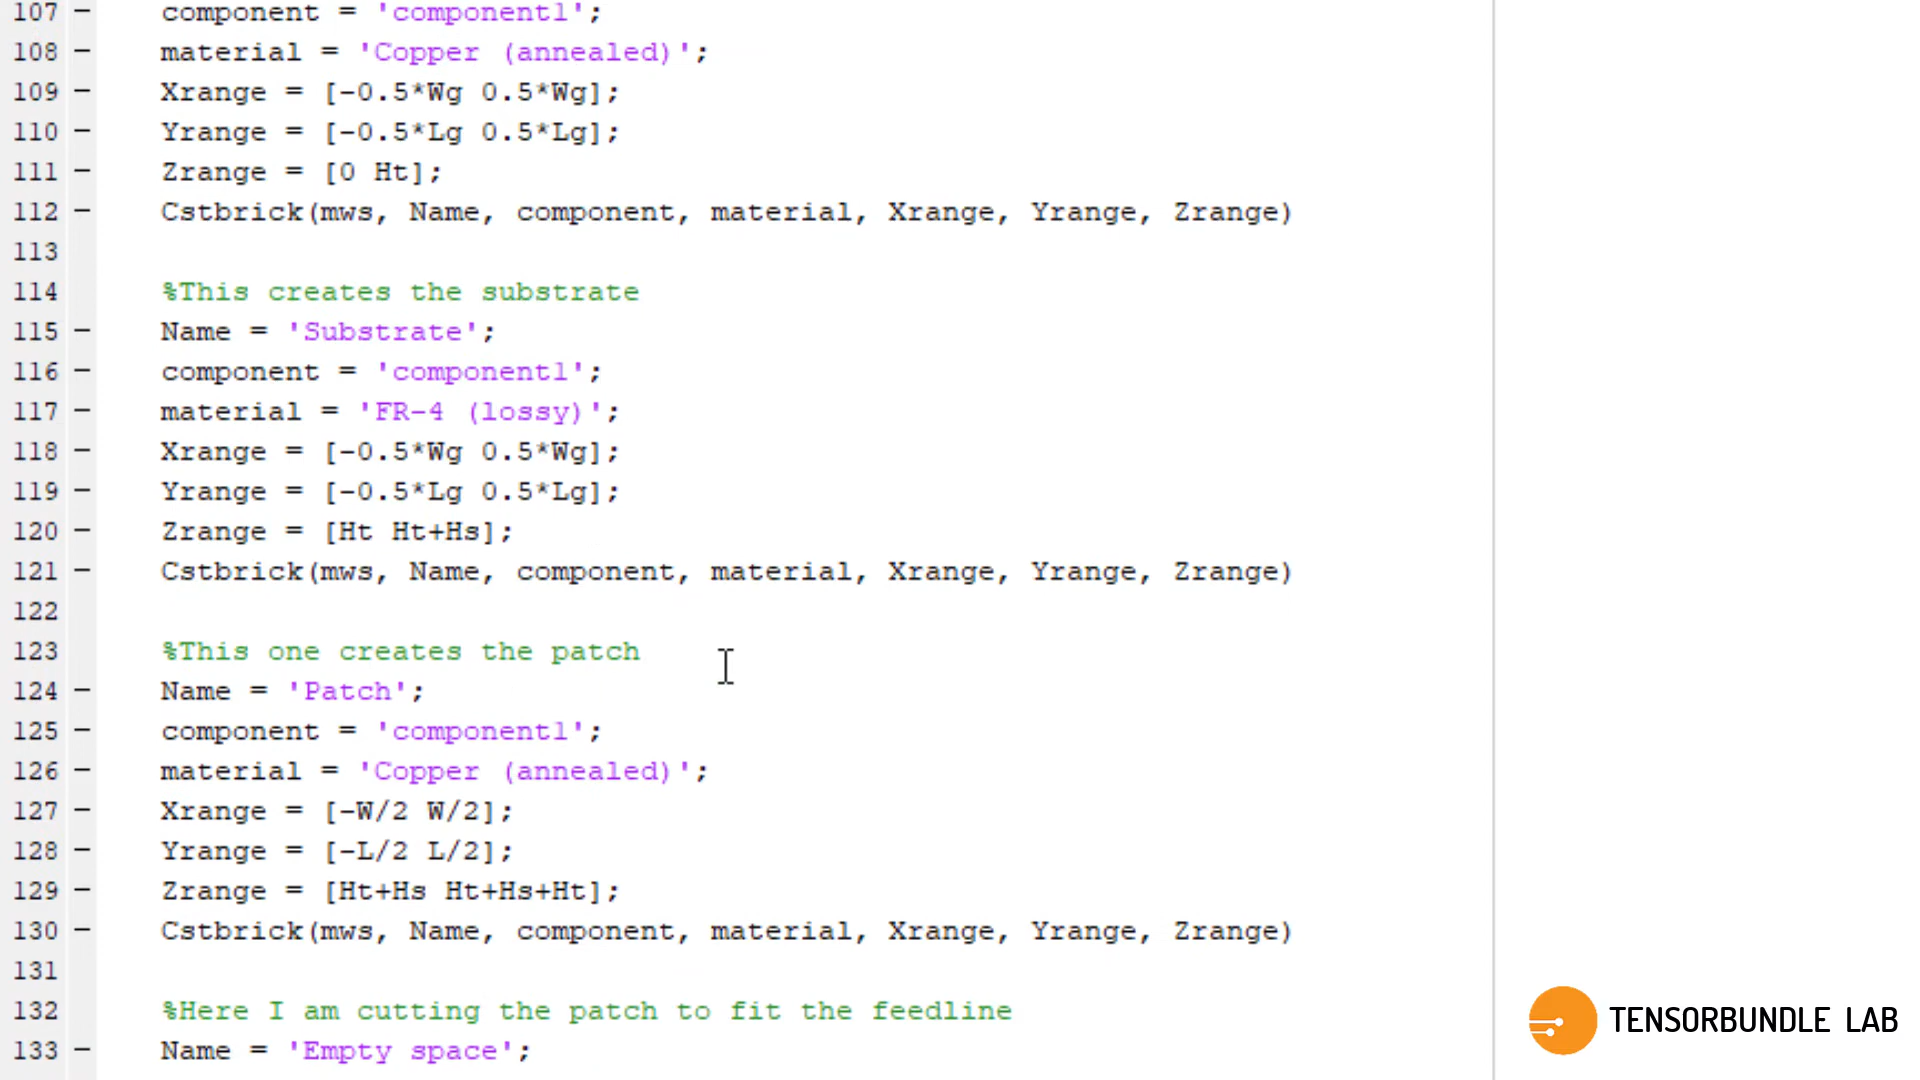 107 component = 'component1';
108 material = 'Copper (annealed)';
109 Xrange = [-0.5*Wg 0.5*Wg];
110 Yrange = [-0.5*Lg 0.5*Lg];
111 Zrange = [0 Ht];
112 Cstbrick(mws, Name, component, material, Xrange, Yrange, Zrange)
113
114 %This creates the substrate
115 Name = 'Substrate';
116 component = 'component1';
117 material = 'FR-4 (lossy)';
118 Xrange = [-0.5*Wg 0.5*Wg];
119 Yrange = [-0.5*Lg 0.5*Lg];
120 Zrange = [Ht Ht+Hs];
121 Cstbrick(mws, Name, component, material, Xrange, Yrange, Zrange)
122
123 %This one creates the patch
124 Name = 'Patch';
125 component = 'component1';
126 material = 'Copper (annealed)';
127 Xrange = [-W/2 W/2];
128 Yrange = [-L/2 L/2];
129 Zrange = [Ht+Hs Ht+Hs+Ht];
130 Cstbrick(mws, Name, component, material, Xrange, Yrange, Zrange)
131
132 %Here I am cutting the patch to fit the feedline
133 Name = 'Empty space';
TENSORBUNDLE LAB